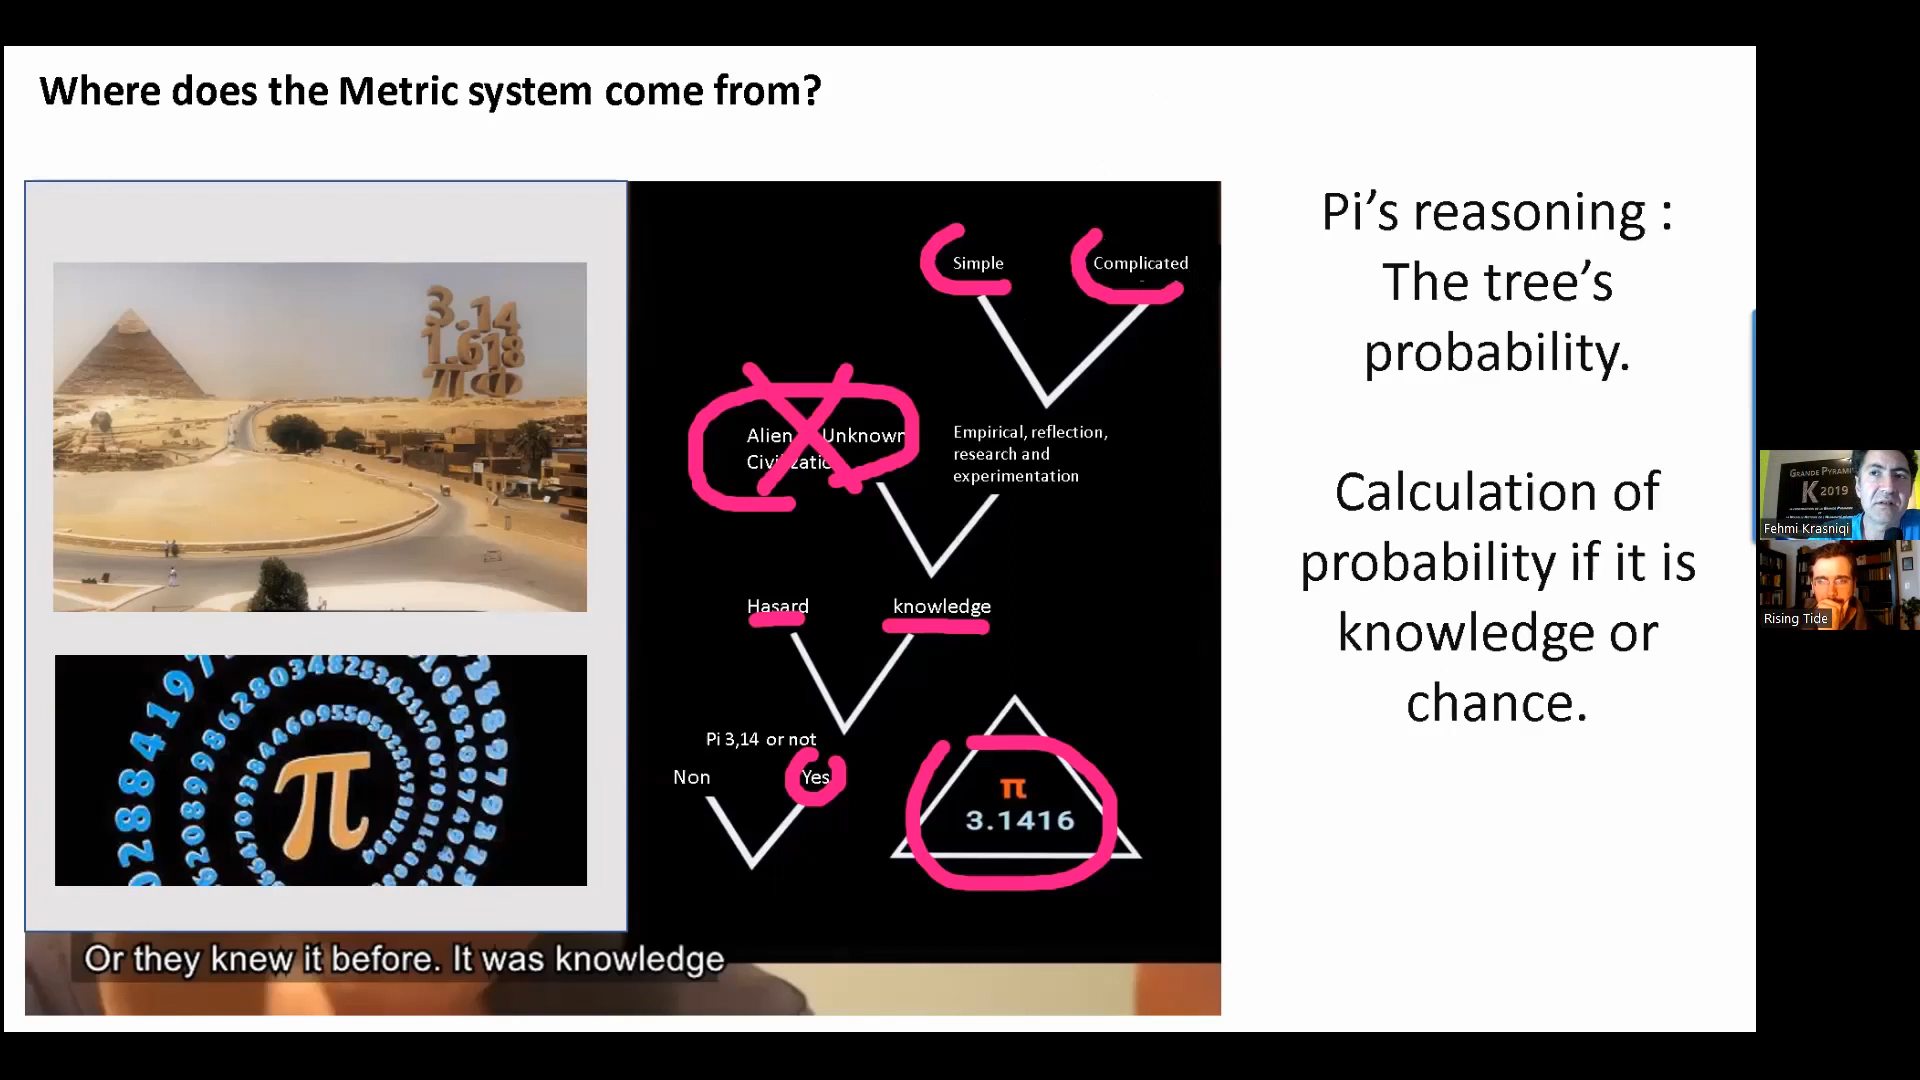 Where does the Metric system come from?
3.14
1.618
π Φ
π
Simple
Complicated
Alien
Unknown
Empirical, reflection,
research and
experimentation
Hasard
knowledge
Pi 3,14 or not
Non
Yes
π
3.1416
Or they knew it before. It was knowledge
Pi’s reasoning :
The tree’s
probability.
Calculation of
probability if it is
knowledge or
chance.
GRANDE PYRAMI
K 2019
Fehmi Krasniqi
Rising Tide